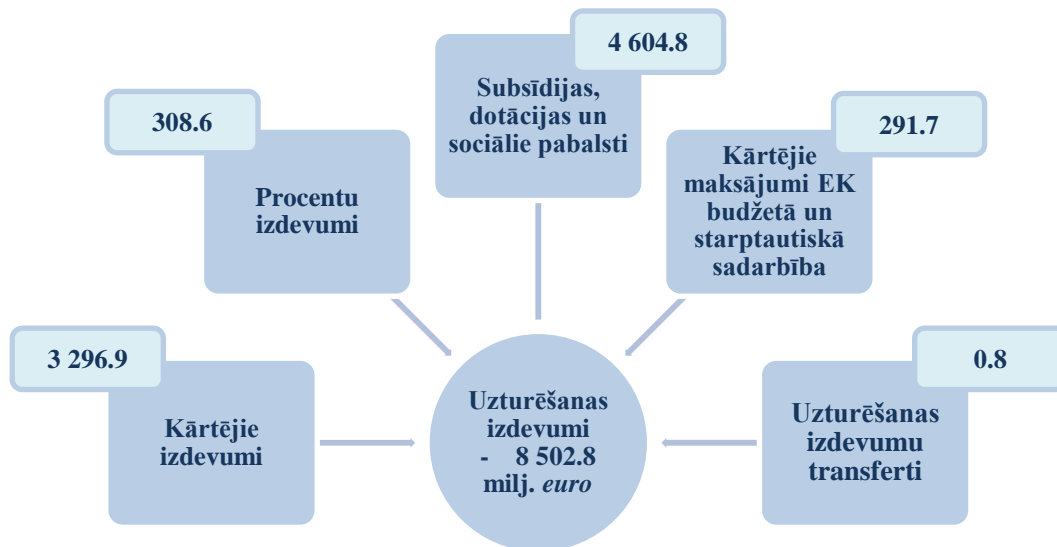 4 604.8
Subsīdijas,
dotācijas un
sociālie pabalsti
308.6
Procentu
izdevumi
291.7
Kārtējie
maksājumi EK
budžetā un
starptautiskā
sadarbība
3 296.9
Kārtējie
izdevumi
Uzturēšanas
izdevumi
- 8 502.8
milj. euro
0.8
Uzturēšanas
izdevumu
transferti